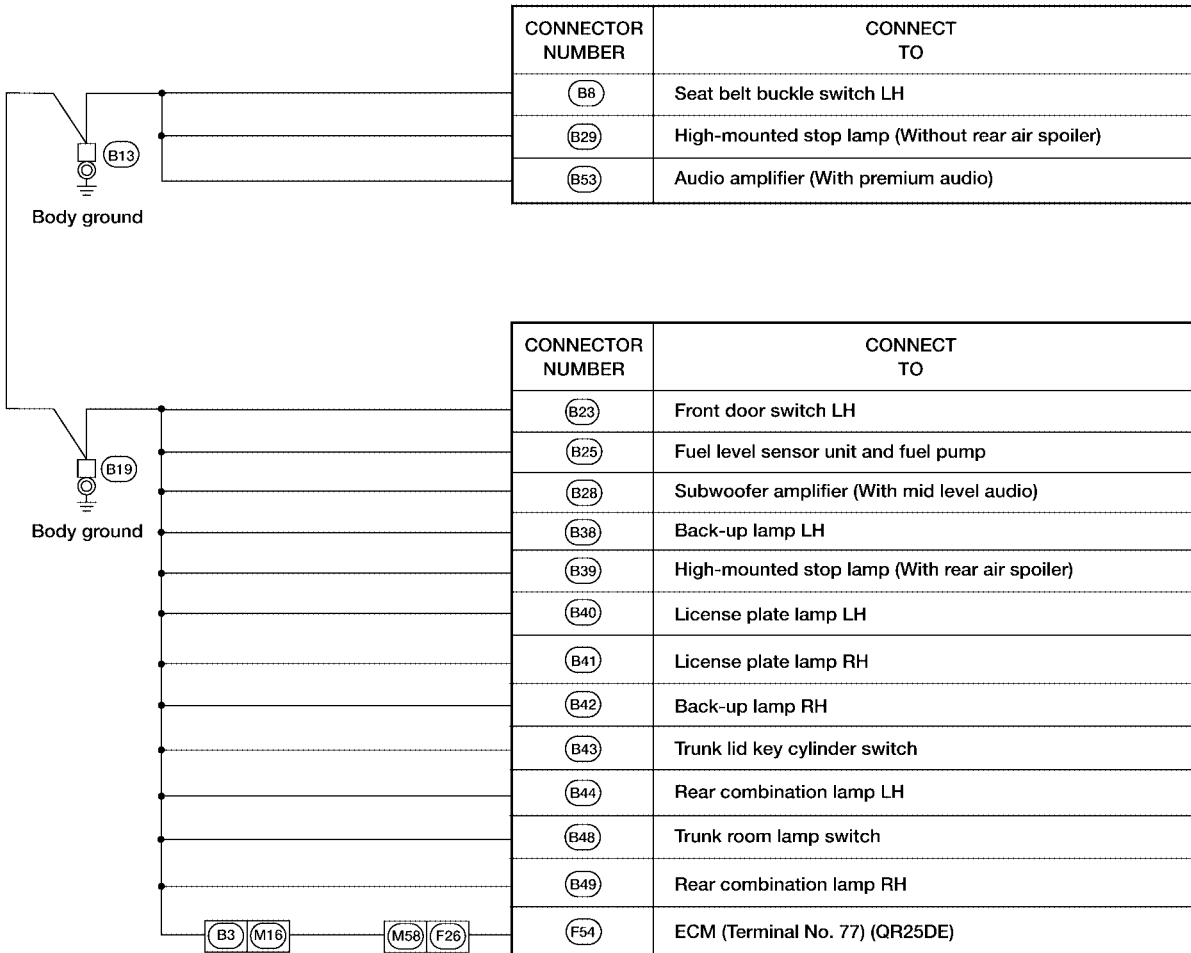 CONNECTOR NUMBER CONNECT TO
B8 Seat belt buckle switch LH
B29 High-mounted stop lamp (Without rear air spoiler)
B13
B53 Audio amplifier (With premium audio)
Body ground
CONNECTOR NUMBER CONNECT TO
B23 Front door switch LH
B25 Fuel level sensor unit and fuel pump
B19
B28 Subwoofer amplifier (With mid level audio)
Body ground
B38 Back-up lamp LH
B39 High-mounted stop lamp (With rear air spoiler)
B40 License plate lamp LH
B41 License plate lamp RH
B42 Back-up lamp RH
B43 Trunk lid key cylinder switch
B44 Rear combination lamp LH
B48 Trunk room lamp switch
B49 Rear combination lamp RH
B3 M16 M58 F26 F54 ECM (Terminal No. 77) (QR25DE)